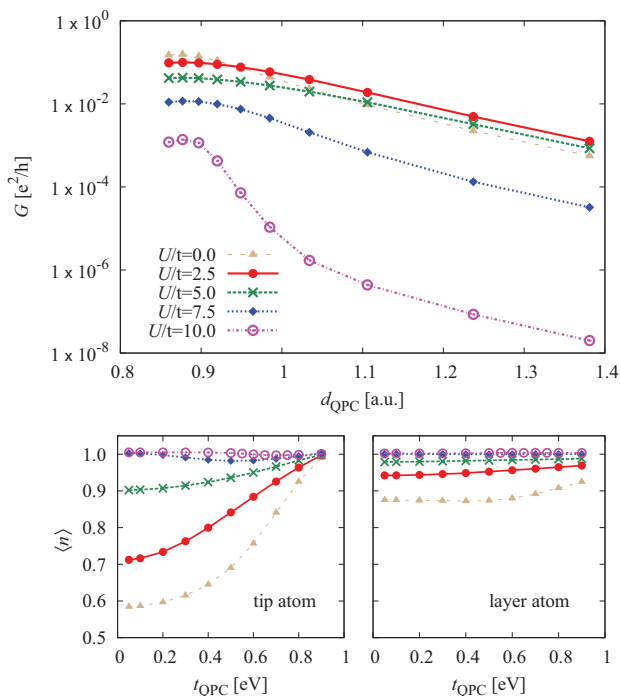 1 x 10^0
1 x 10^-2
1 x 10^-4
1 x 10^-6
1 x 10^-8
G [e^2/h]
U/t=0.0
U/t=2.5
U/t=5.0
U/t=7.5
U/t=10.0
0.8 0.9 1 1.1 1.2 1.3 1.4
d_QPC [a.u.]
1.0
0.9
0.8
0.7
0.6
0.5
⟨n⟩
tip atom
0 0.2 0.4 0.6 0.8 1
t_QPC [eV]
layer atom
0 0.2 0.4 0.6 0.8 1
t_QPC [eV]